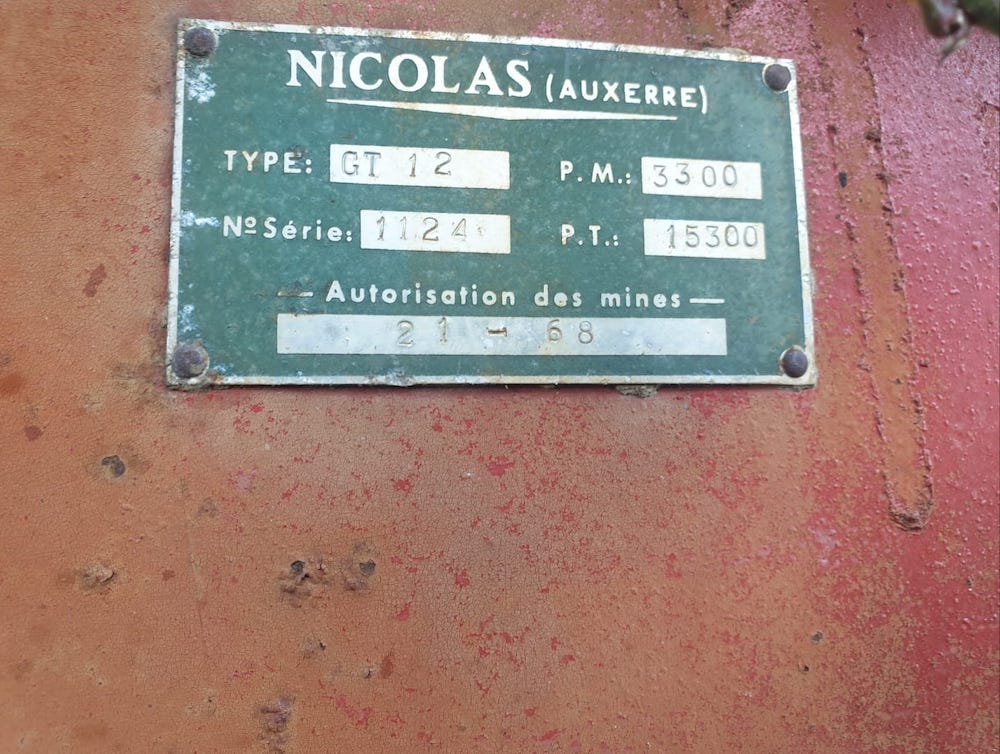 NICOLAS (AUXERRE)
TYPE: GT 12 P.M.: 3300
Nº Série: 1124 P.T.: 15300
— Autorisation des mines —
21-68